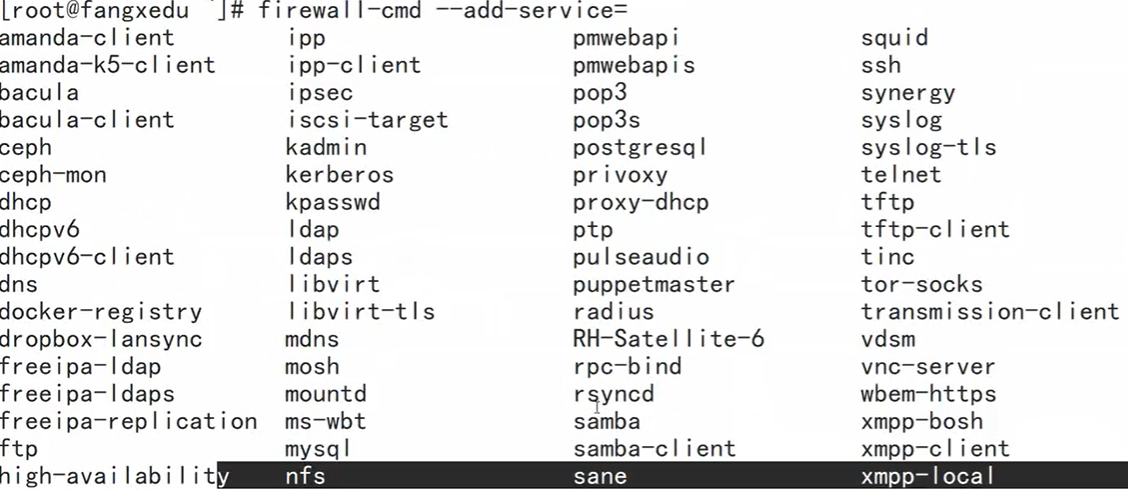 [root@fangxedu ~]# firewall-cmd --add-service=
amanda-client ipp pmwebapi squid
amanda-k5-client ipp-client pmwebapis ssh
bacula ipsec pop3 synergy
bacula-client iscsi-target pop3s syslog
ceph kadmin postgresql syslog-tls
ceph-mon kerberos privoxy telnet
dhcp kpasswd proxy-dhcp tftp
dhcpv6 ldap ptp tftp-client
dhcpv6-client ldaps pulseaudio tinc
dns libvirt puppetmaster tor-socks
docker-registry libvirt-tls radius transmission-client
dropbox-lansync mdns RH-Satellite-6 vdsm
freeipa-ldap mosh rpc-bind vnc-server
freeipa-ldaps mountd rsyncd wbem-https
freeipa-replication ms-wbt samba xmpp-bosh
ftp mysql samba-client xmpp-client
high-availability nfs sane xmpp-local